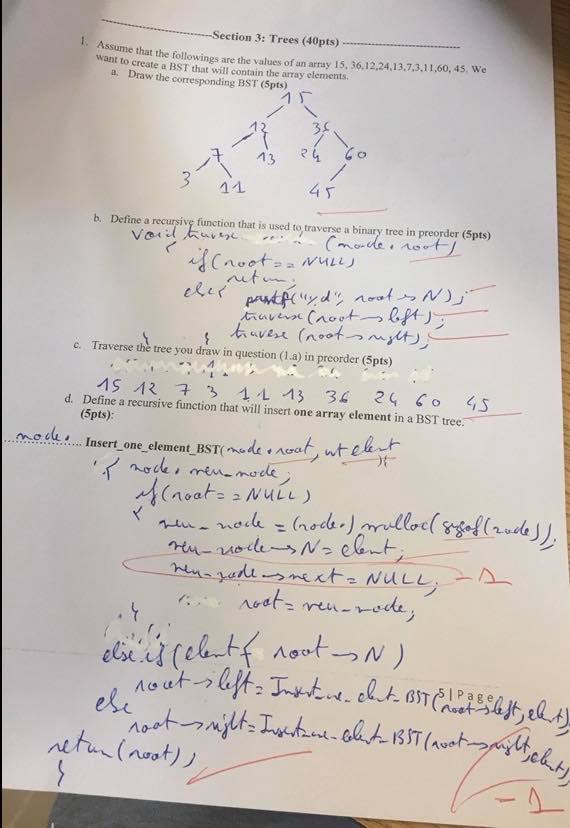 Section 3: Trees (40pts)
1. Assume that the followings are the values of an array 15, 36,12,24,13,7,3,11,60, 45. We
want to create a BST that will contain the array elements.
a. Draw the corresponding BST (5pts)
15
12 36
7 13 24 60
3 11 45
b. Define a recursive function that is used to traverse a binary tree in preorder (5pts)
void traverse (node * root)
{ if (root == NULL)
return;
else { printf("%d", root -> N);
traverse (root -> left);
travese (root -> right);
} }
c. Traverse the tree you draw in question (1.a) in preorder (5pts)
15 12 7 3 11 13 36 24 60 45
d. Define a recursive function that will insert one array element in a BST tree.
(5pts):
node * Insert_one_element_BST(node * root, int elent
){
{ node * new_node;
if (root == NULL)
{ new_node = (node *) malloc(sizeof(node));
new_node -> N = elent;
new_node -> next = NULL; -1
root = new_node;
}
else if (elent < root -> N)
5 | Page
root -> left = Insert_one_elent_BST(root -> left, elent);
else
root -> right = Insert_one_elent_BST(root -> right, elent);
return (root);
}
-1